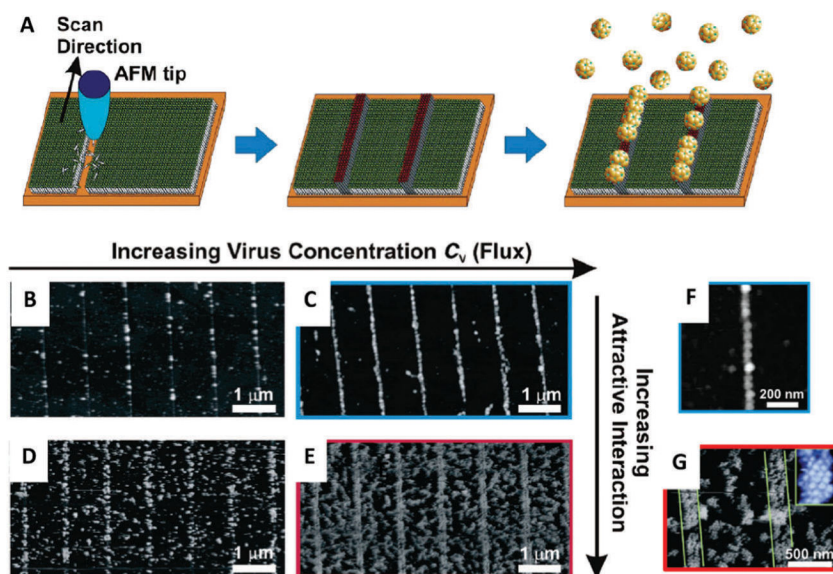 A
Scan
Direction
AFM tip
Increasing Virus Concentration Cv (Flux)
B
1 µm
C
1 µm
F
200 nm
Increasing
Attractive Interaction
D
1 µm
E
1 µm
G
500 nm